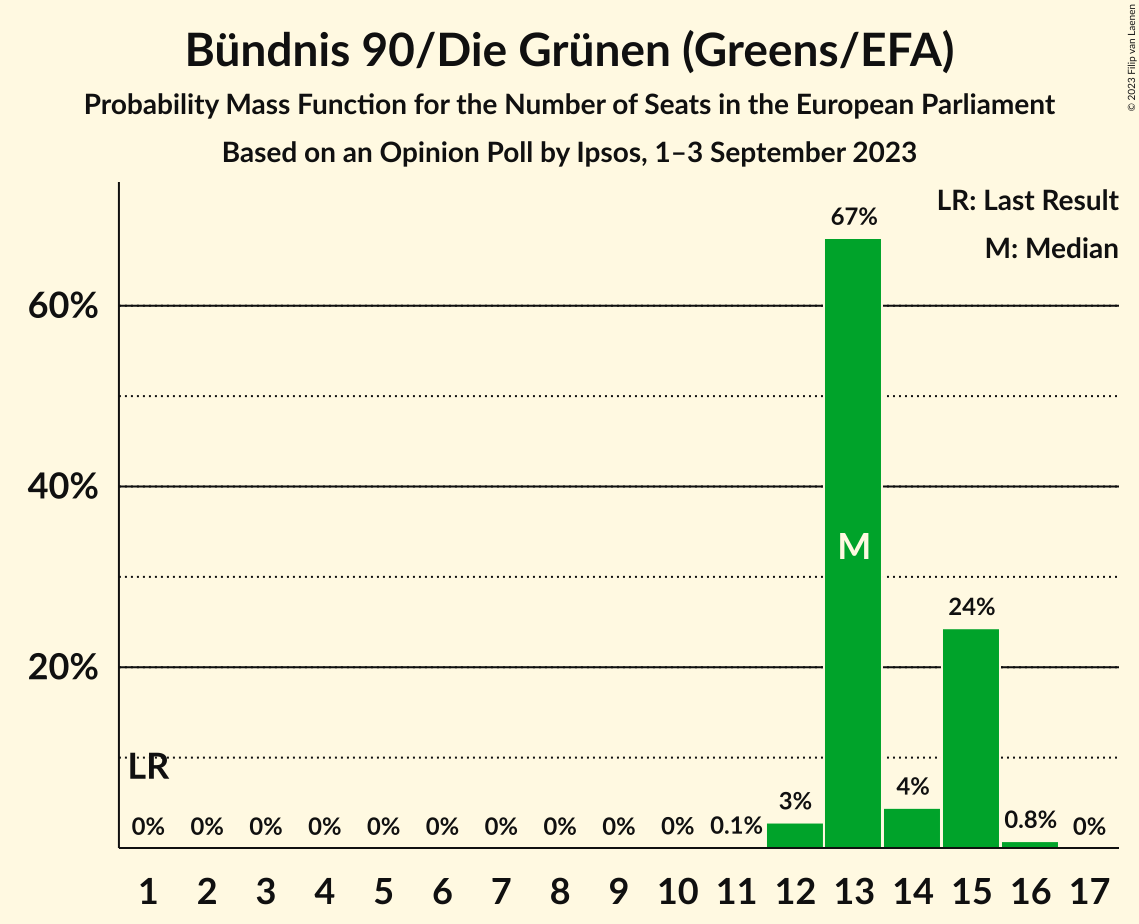 Bündnis 90/Die Grünen (Greens/EFA)
Probability Mass Function for the Number of Seats in the European Parliament
Based on an Opinion Poll by Ipsos, 1–3 September 2023
© 2023 Filip van Laenen
LR: Last Result
M: Median
67%
60%
40%
M
24%
20%
LR
0% 0% 0% 0% 0% 0% 0% 0% 0% 0% 0.1% 3% 4% 0.8% 0%
1 2 3 4 5 6 7 8 9 10 11 12 13 14 15 16 17